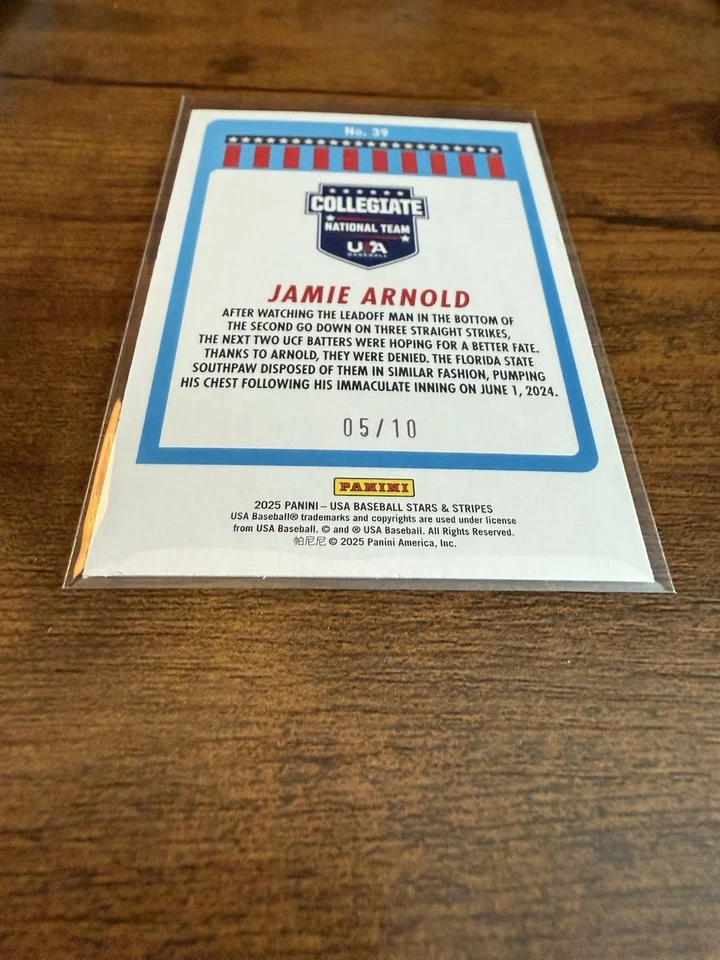 No. 39
COLLEGIATE
NATIONAL TEAM
USA
BASEBALL
JAMIE ARNOLD
AFTER WATCHING THE LEADOFF MAN IN THE BOTTOM OF
THE SECOND GO DOWN ON THREE STRAIGHT STRIKES,
THE NEXT TWO UCF BATTERS WERE HOPING FOR A BETTER FATE.
THANKS TO ARNOLD, THEY WERE DENIED. THE FLORIDA STATE
SOUTHPAW DISPOSED OF THEM IN SIMILAR FASHION, PUMPING
HIS CHEST FOLLOWING HIS IMMACULATE INNING ON JUNE 1, 2024.
05/10
PANINI
2025 PANINI – USA BASEBALL STARS & STRIPES
USA Baseball® trademarks and copyrights are used under license
from USA Baseball. © and ® USA Baseball. All Rights Reserved.
帕尼尼 © 2025 Panini America, Inc.